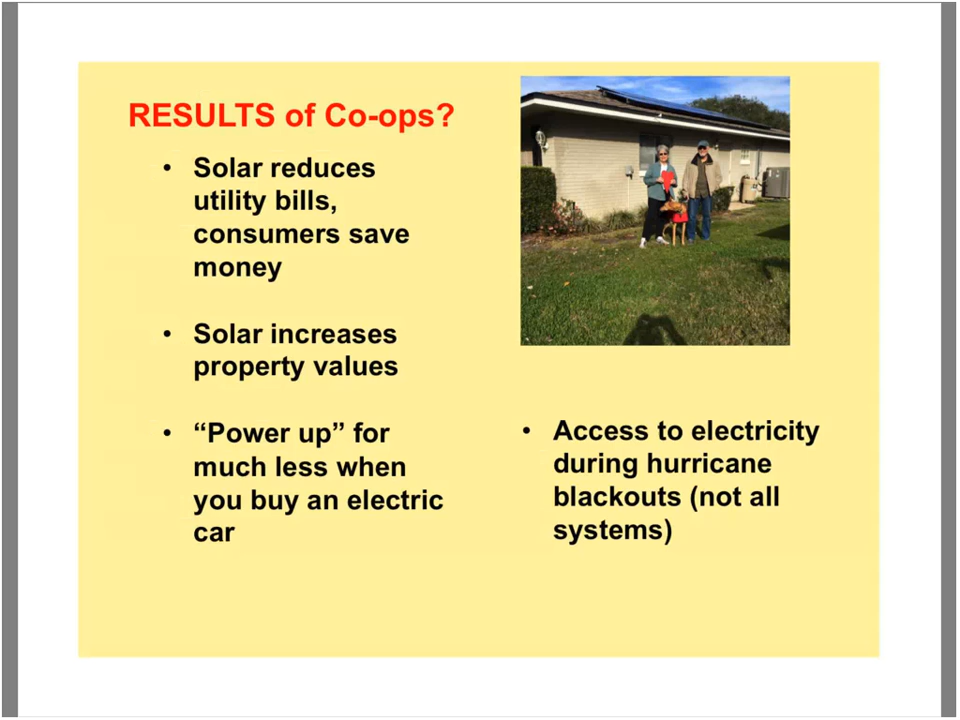 RESULTS of Co-ops?
• Solar reduces
utility bills,
consumers save
money
• Solar increases
property values
• “Power up” for
much less when
you buy an electric
car
• Access to electricity
during hurricane
blackouts (not all
systems)